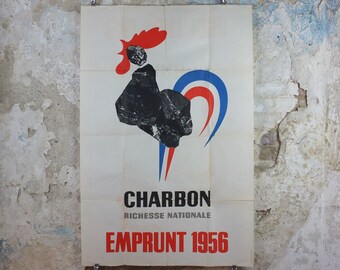 CHARBON
RICHESSE NATIONALE
EMPRUNT 1956